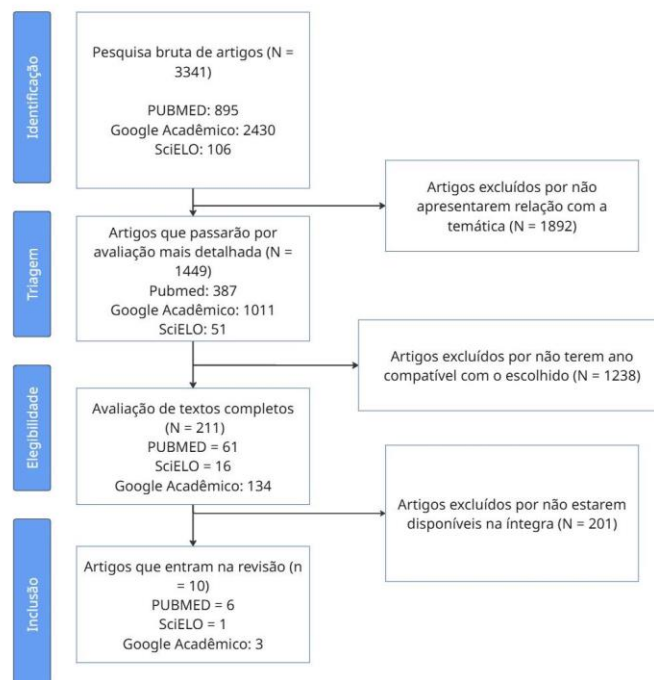 Identificação
Pesquisa bruta de artigos (N =
3341)
PUBMED: 895
Google Acadêmico: 2430
SciELO: 106
Artigos excluídos por não
apresentarem relação com a
temática (N = 1892)
Triagem
Artigos que passarão por
avaliação mais detalhada (N =
1449)
Pubmed: 387
Google Acadêmico: 1011
SciELO: 51
Artigos excluídos por não terem ano
compatível com o escolhido (N = 1238)
Elegibilidade
Avaliação de textos completos
(N = 211)
PUBMED = 61
SciELO = 16
Google Acadêmico: 134
Artigos excluídos por não estarem
disponíveis na íntegra (N = 201)
Inclusão
Artigos que entram na revisão (n
= 10)
PUBMED = 6
SciELO = 1
Google Acadêmico: 3